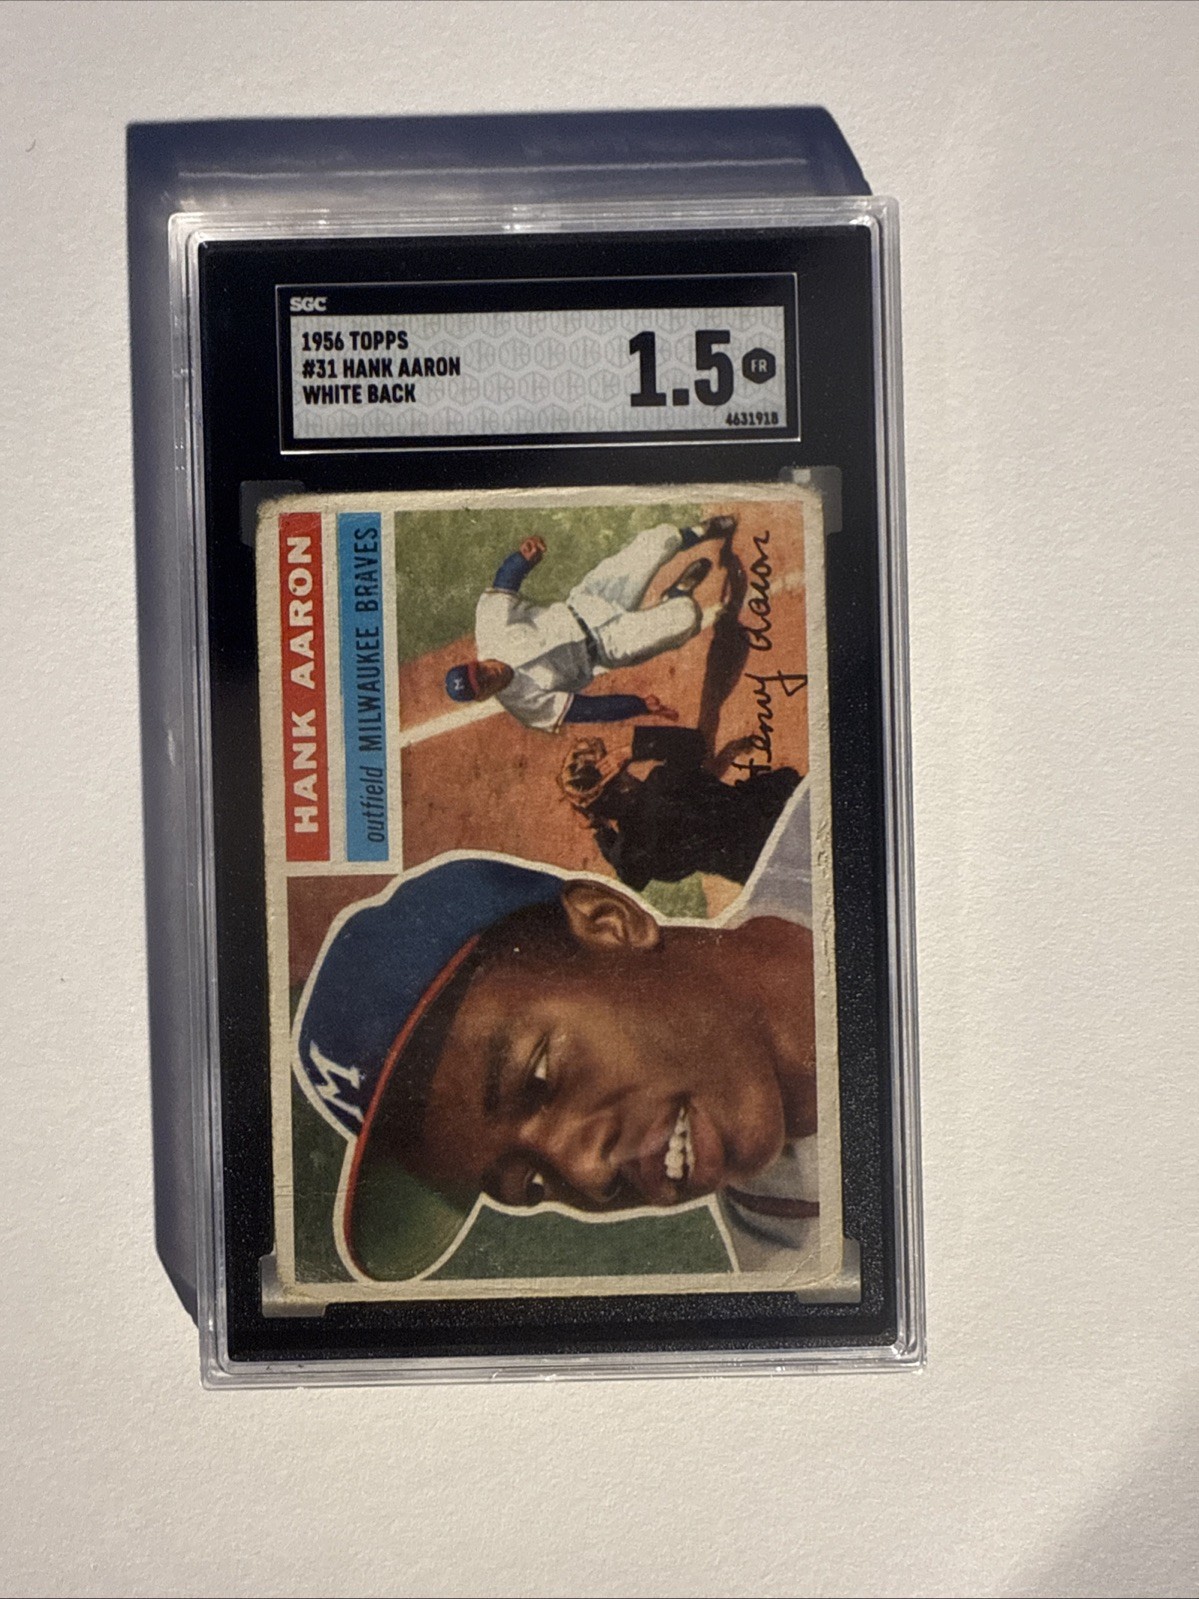 SGC
1956 TOPPS
#31 HANK AARON
WHITE BACK
1.5
FR
4631918
HANK AARON
outfield MILWAUKEE BRAVES
M
Henry Aaron
M